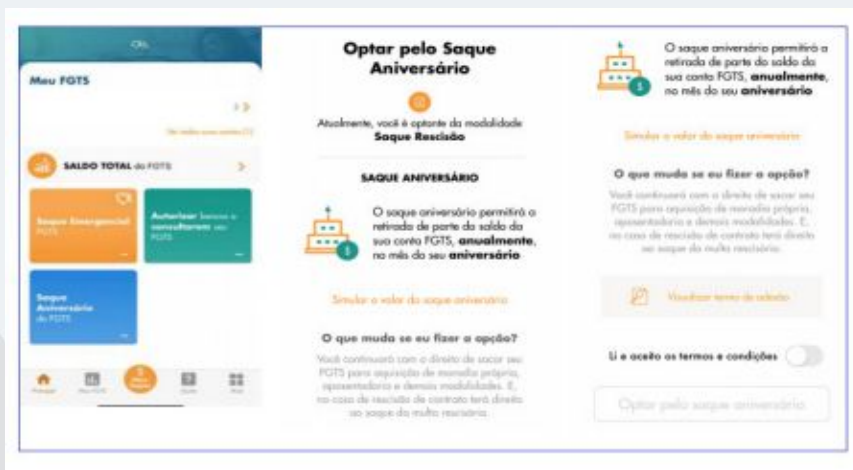 Meu FGTS
SALDO TOTAL do FGTS
Saque Emergencial
FGTS
Autorizar bancos a
consultarem seu
FGTS
Saque
Aniversário
do FGTS
Principal
Meu FGTS
Ajuda
Mais
Optar pelo Saque
Aniversário
Atualmente, você é optante da modalidade
Saque Rescisão
SAQUE ANIVERSÁRIO
O saque aniversário permitirá a
retirada de parte do saldo da
sua conta FGTS, anualmente,
no mês do seu aniversário
Simular o valor do saque aniversário
O que muda se eu fizer a opção?
Você continuará com o direito de sacar seu
FGTS para aquisição de moradia própria,
aposentadoria e demais modalidades. E,
no caso de rescisão de contrato terá direito
ao saque da multa rescisória.
O saque aniversário permitirá a
retirada de parte do saldo da
sua conta FGTS, anualmente,
no mês do seu aniversário
Simular o valor do saque aniversário
O que muda se eu fizer a opção?
Você continuará com o direito de sacar seu
FGTS para aquisição de moradia própria,
aposentadoria e demais modalidades. E,
no caso de rescisão de contrato terá direito
ao saque da multa rescisória.
Visualizar termo de adesão
Li e aceito os termos e condições
Optar pelo saque aniversário